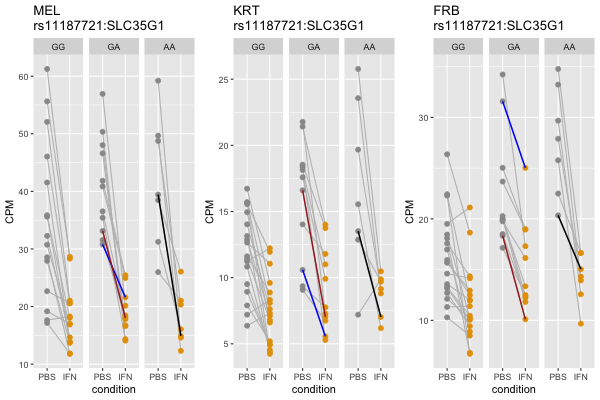 MEL
rs11187721:SLC35G1
GG GA AA
CPM
60
50
40
30
20
10
PBS IFN PBS IFN PBS IFN
condition
KRT
rs11187721:SLC35G1
GG GA AA
CPM
25
20
15
10
5
PBS IFN PBS IFN PBS IFN
condition
FRB
rs11187721:SLC35G1
GG GA AA
CPM
30
20
10
PBS IFN PBS IFN PBS IFN
condition